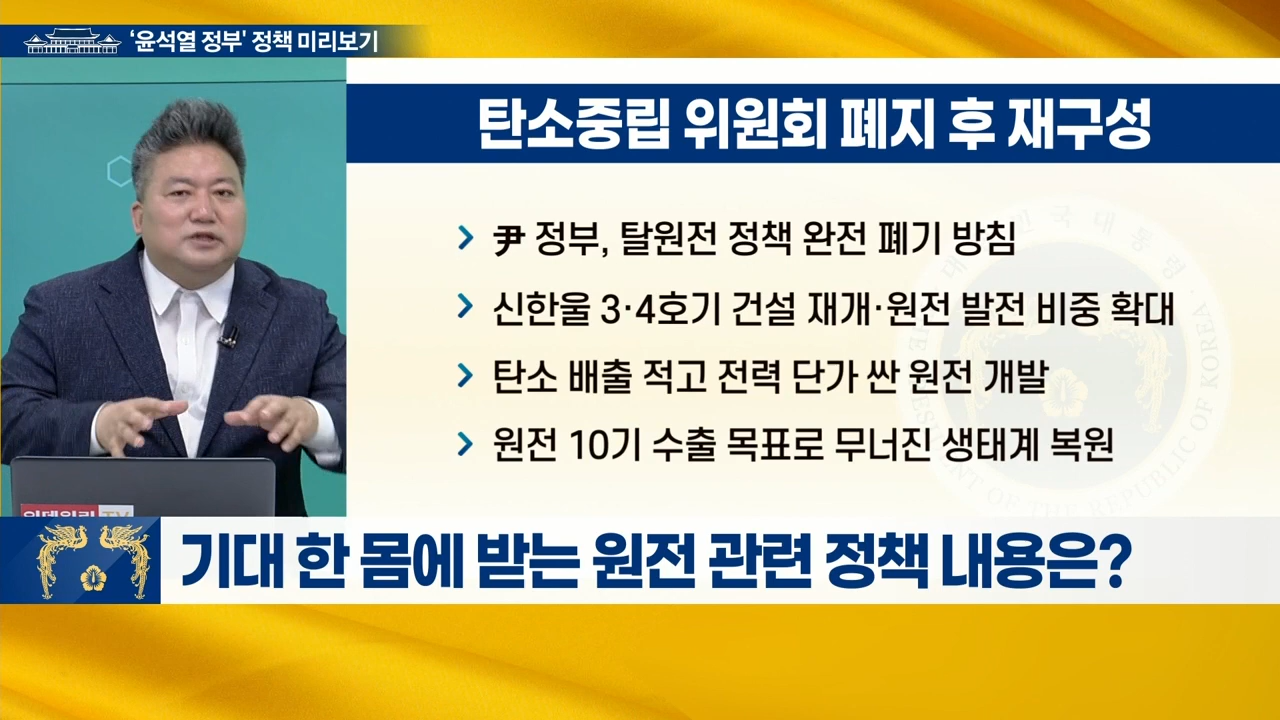 ‘윤석열 정부' 정책 미리보기
탄소중립 위원회 폐지 후 재구성
尹 정부, 탈원전 정책 완전 폐기 방침
신한울 3·4호기 건설 재개·원전 발전 비중 확대
탄소 배출 적고 전력 단가 싼 원전 개발
원전 10기 수출 목표로 무너진 생태계 복원
이데일리 TV
기대 한 몸에 받는 원전 관련 정책 내용은?